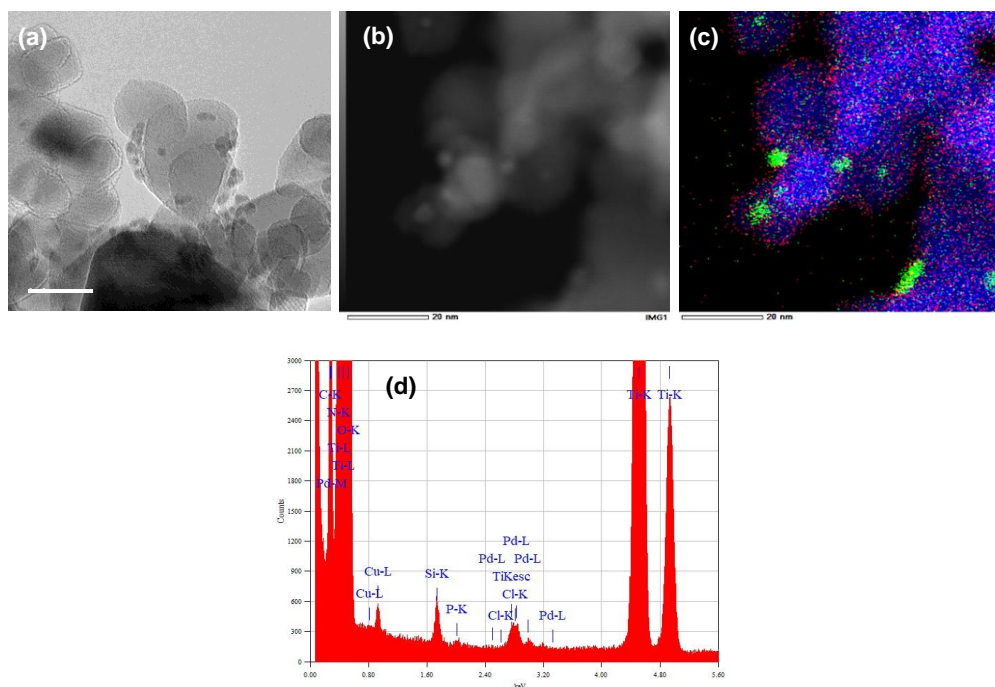 (a)
(b)
(c)
20 nm
IMG1
20 nm
(d)
3000
2700
2400
2100
1800
1500
1200
900
600
300
0
Counts
C-K
N-K
O-K
Ti-L
Ti-L
Pd-M
Cu-L
Cu-L
Si-K
P-K
Pd-L
Pd-L
Pd-L
TiKesc
Cl-K
Cl-K
Pd-L
Ti-K
Ti-K
0.00
0.80
1.60
2.40
3.20
4.00
4.80
5.60
keV